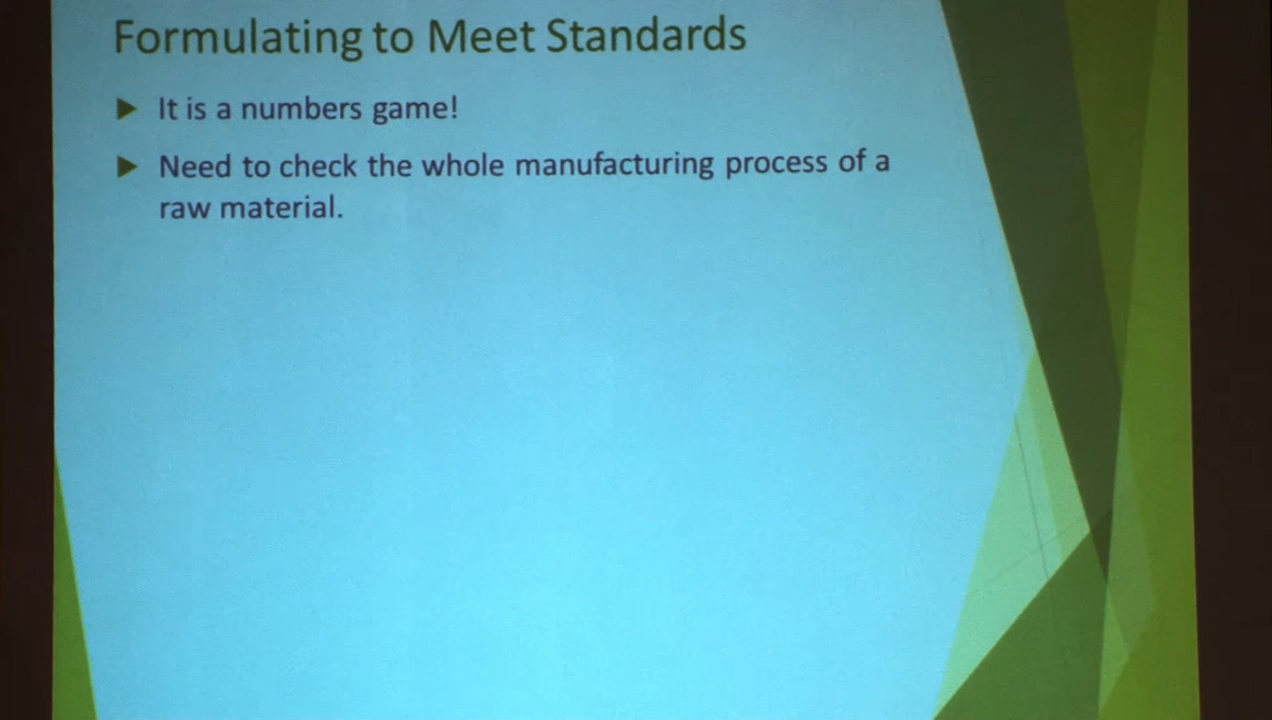 Formulating to Meet Standards
It is a numbers game!
Need to check the whole manufacturing process of a
raw material.